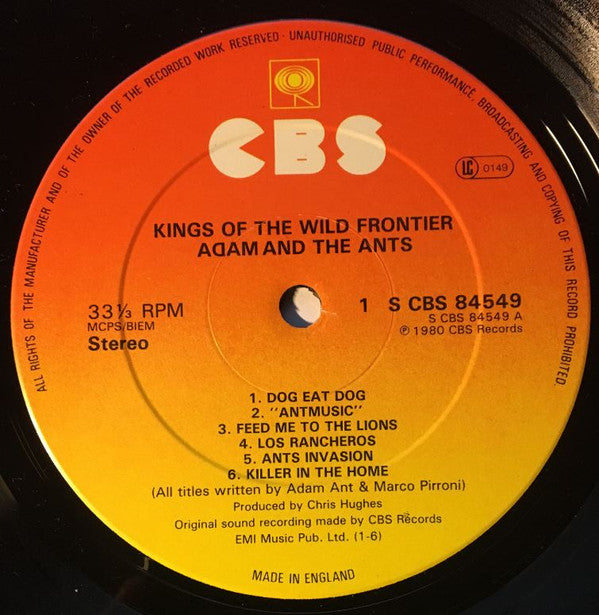 ALL RIGHTS OF THE MANUFACTURER AND OF THE OWNER OF THE RECORDED WORK RESERVED · UNAUTHORISED PUBLIC PERFORMANCE, BROADCASTING AND COPYING OF THIS RECORD PROHIBITED.
CBS
LC 0149
KINGS OF THE WILD FRONTIER
ADAM AND THE ANTS
33⅓ RPM
MCPS/BIEM
Stereo
1 S CBS 84549
S CBS 84549 A
℗ 1980 CBS Records
1. DOG EAT DOG
2. "ANTMUSIC"
3. FEED ME TO THE LIONS
4. LOS RANCHEROS
5. ANTS INVASION
6. KILLER IN THE HOME
(All titles written by Adam Ant & Marco Pirroni)
Produced by Chris Hughes
Original sound recording made by CBS Records
EMI Music Pub. Ltd. (1-6)
MADE IN ENGLAND